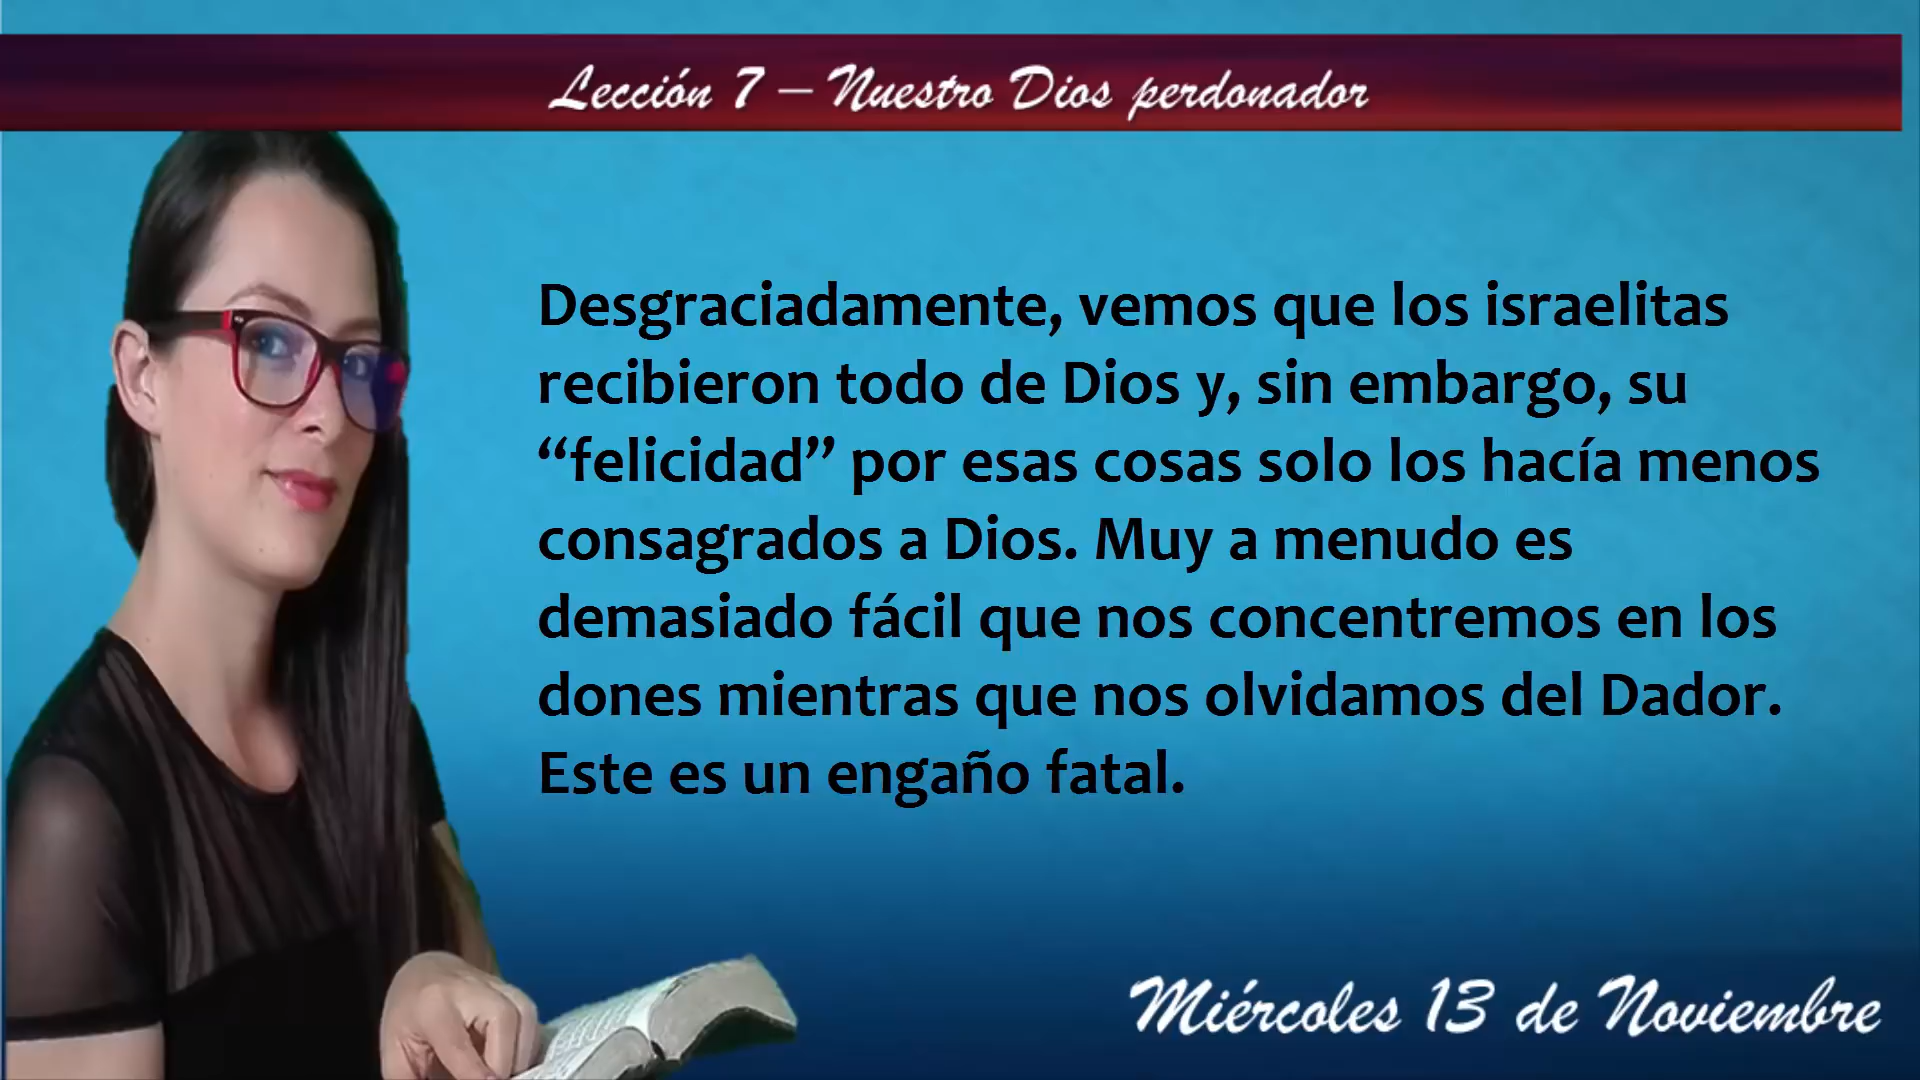 Lección 7 – Nuestro Dios perdonador
Desgraciadamente, vemos que los israelitas
recibieron todo de Dios y, sin embargo, su
“felicidad” por esas cosas solo los hacía menos
consagrados a Dios. Muy a menudo es
demasiado fácil que nos concentremos en los
dones mientras que nos olvidamos del Dador.
Este es un engaño fatal.
Miércoles 13 de Noviembre